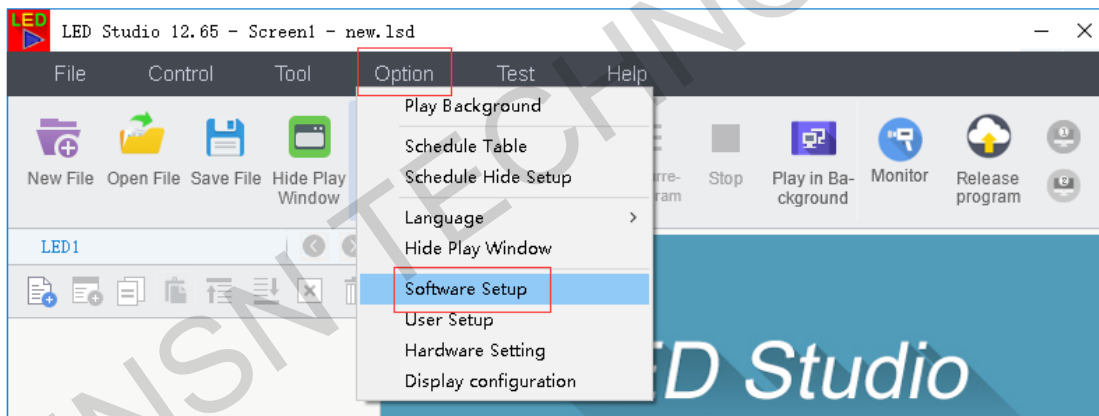 LED
LED Studio 12.65 - Screen1 - new.lsd
File Control Tool Option Test Help
Play Background
Schedule Table
Schedule Hide Setup
Language
Hide Play Window
Software Setup
User Setup
Hardware Setting
Display configuration
New File Open File Save File Hide Play
Window
Stop Play in Ba-
ckground
Monitor Release
program
1
2
LED1
D Studio